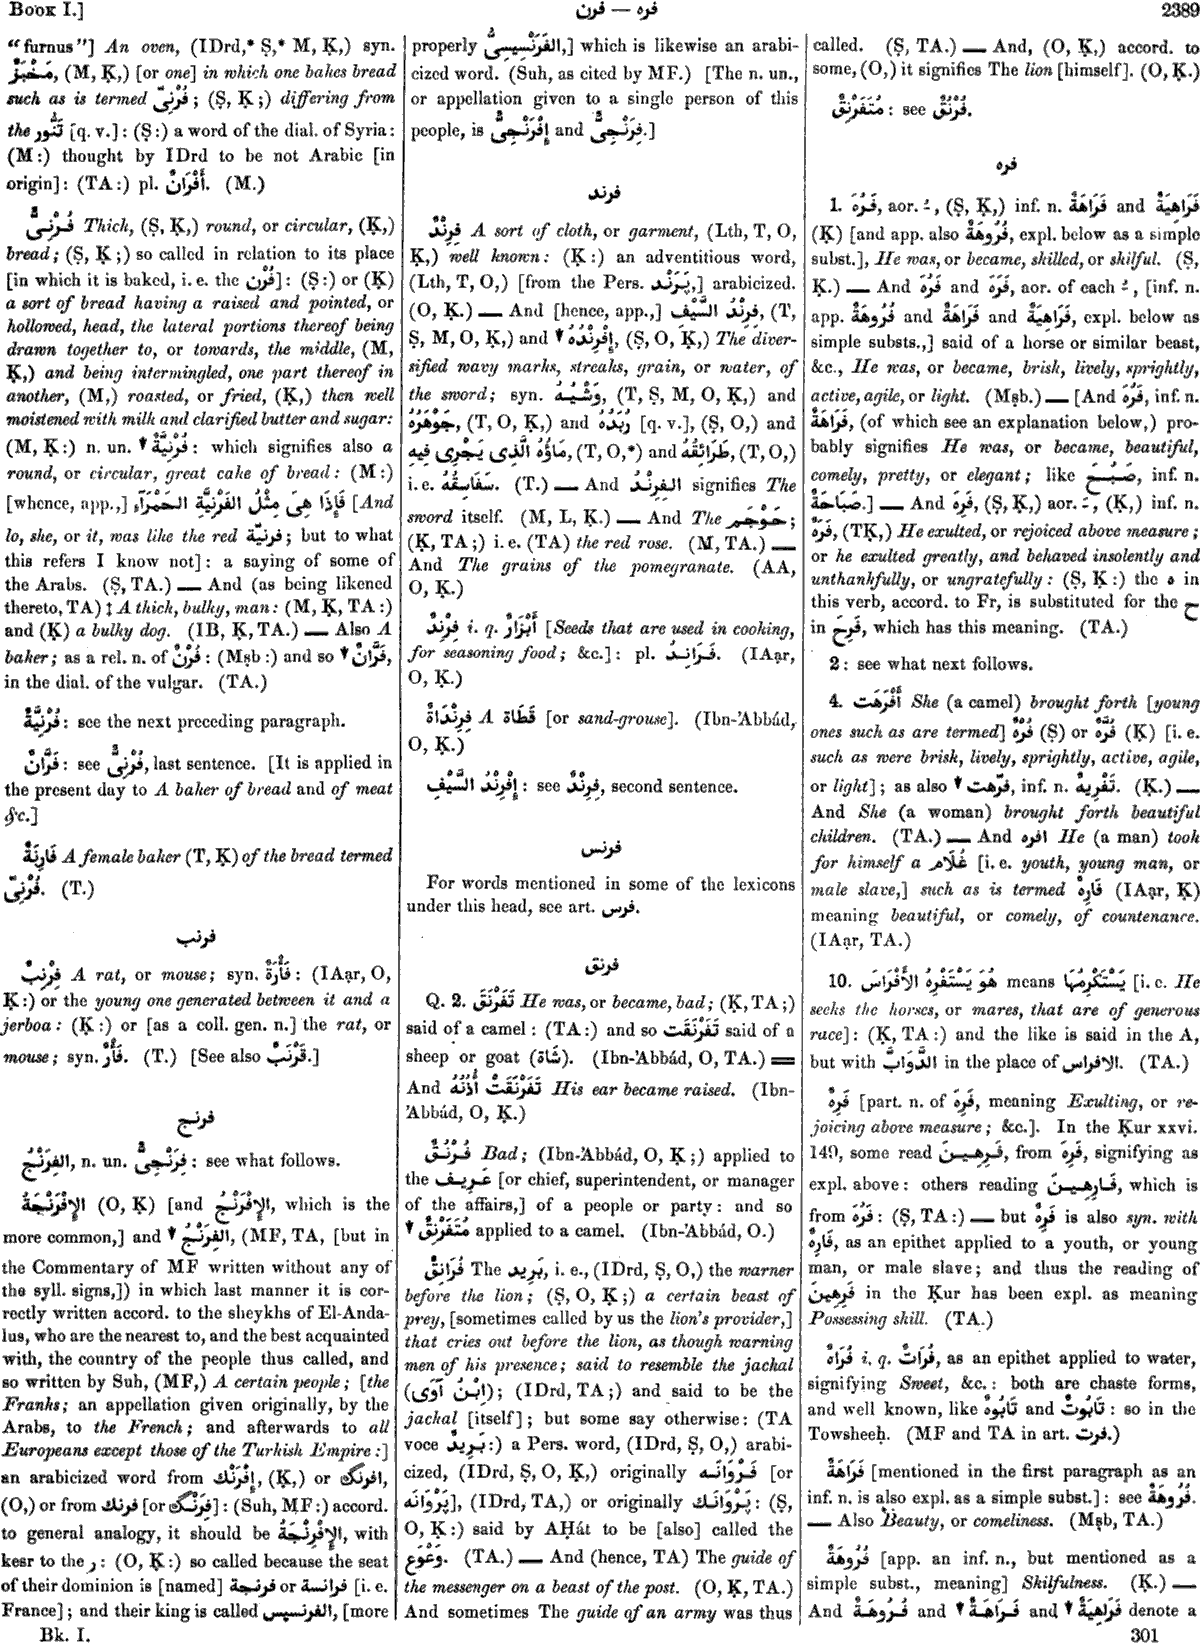 Book I.]
فره — فرن
2389
“furnus”] An oven, (IDrd,* Ṣ,* M, Ḳ,) syn.
مَخْبَزٌ, (M, Ḳ,) [or one] in which one bakes bread
such as is termed فُرْنِىّ; (Ṣ, Ḳ;) differing from
the تَنُّور [q. v.]: (Ṣ:) a word of the dial. of Syria:
(M:) thought by IDrd to be not Arabic [in
origin]: (TA:) pl. أَفْرَانٌ. (M.)
فُرْنِىٌّ Thick, (Ṣ, Ḳ,) round, or circular, (Ḳ,)
bread; (Ṣ, Ḳ;) so called in relation to its place
[in which it is baked, i. e. the فُرْن]: (Ṣ:) or (Ḳ)
a sort of bread having a raised and pointed, or
hollowed, head, the lateral portions thereof being
drawn together to, or towards, the middle, (M,
Ḳ,) and being intermingled, one part thereof in
another, (M,) roasted, or fried, (Ḳ,) then well
moistened with milk and clarified butter and sugar:
(M, Ḳ:) n. un. ↓ فُرْنِيَّةٌ: which signifies also a
round, or circular, great cake of bread: (M:)
[whence, app.,] فَإِذَا هِىَ مِثْلُ الفُرْنِيَّةِ الحَمْرَآءِ [And
lo, she, or it, was like the red فرنيّة; but to what
this refers I know not]: a saying of some of
the Arabs. (Ṣ, TA.) — And (as being likened
thereto, TA) ‡ A thick, bulky, man: (M, Ḳ, TA:)
and (Ḳ) a bulky dog. (IB, Ḳ, TA.) — Also A
baker; as a rel. n. of فُرْنٌ: (Mṣb:) and so ↓ فَرَّانٌ,
in the dial. of the vulgar. (TA.)
فُرْنِيَّةٌ: see the next preceding paragraph.
فَرَّانٌ: see فُرْنِىٌّ, last sentence. [It is applied in
the present day to A baker of bread and of meat
&c.]
فَارِنَةٌ A female baker (T, Ḳ) of the bread termed
فُرْنِىّ. (T.)
فرنب
فِرْنِبٌ A rat, or mouse; syn. فَأْرَةٌ: (IAạr, O,
Ḳ:) or the young one generated between it and a
jerboa: (Ḳ:) or [as a coll. gen. n.] the rat, or
mouse; syn. فَأْرٌ. (T.) [See also قَرْنَبٌ.]
فرنج
الفِرَنْجُ, n. un. فِرَنْجِىٌّ: see what follows.
الإِفْرَنْجَةُ (O, Ḳ) [and الإِفْرَنْجُ, which is the
more common,] and ↓ الفِرَنْجُ, (MF, TA, [but in
the Commentary of MF written without any of
the syll. signs,]) in which last manner it is cor-
rectly written accord. to the sheykhs of El-Anda-
lus, who are the nearest to, and the best acquainted
with, the country of the people thus called, and
so written by Suh, (MF,) A certain people; [the
Franks; an appellation given originally, by the
Arabs, to the French; and afterwards to all
Europeans except those of the Turkish Empire:]
an arabicized word from إِفْرَنْك, (Ḳ,) or افرنگ,
(O,) or from فرنك [or فِرَنْگ]: (Suh, MF:) accord.
to general analogy, it should be الإِفْرِنْجَةُ, with
kesr to the ر: (O, Ḳ:) so called because the seat
of their dominion is [named] فرنجة or فرانسة [i. e.
France]; and their king is called الفرنسيس, [more
properly الفَرَنْسِيسِىُّ,] which is likewise an arabi-
cized word. (Suh, as cited by MF.) [The n. un.,
or appellation given to a single person of this
people, is إِفْرَنْجِىٌّ and فِرَنْجِىٌّ.]
فرند
فِرِنْدٌ A sort of cloth, or garment, (Lth, T, O,
Ḳ,) well known: (Ḳ:) an adventitious word,
(Lth, T, O,) [from the Pers. پَرَنْد,] arabicized.
(O, Ḳ.) — And [hence, app.,] فِرِنْدُ السَّيْفِ, (T,
Ṣ, M, O, Ḳ,) and ↓ إِفْرِنْدُهُ, (Ṣ, O, Ḳ,) The diver-
sified wavy marks, streaks, grain, or water, of
the sword; syn. وَشْيُهُ, (T, Ṣ, M, O, Ḳ,) and
جَوْهَرُهُ, (T, O, Ḳ,) and رُبَدُهُ [q. v.], (Ṣ, O,) and
مَاؤُهُ الَّذِى يَجْرِى فِيهِ, (T, O,*) and طَرَائِقُهُ, (T, O,)
i. e. سَفَاسِقُهُ. (T.) — And الفِرِنْدُ signifies The
sword itself. (M, L, Ḳ.) — And The حَوْجَم;
(Ḳ, TA;) i. e. (TA) the red rose. (M, TA.) —
And The grains of the pomegranate. (AA,
O, Ḳ.)
فِرِنْدٌ i. q. أَبْزَارٌ [Seeds that are used in cooking,
for seasoning food; &c.]: pl. فَرَانِدُ. (IAạr,
O, Ḳ.)
فِرِنْدَاةٌ A قَطَاة [or sand-grouse]. (Ibn-’Abbád,
O, Ḳ.)
إِفْرِنْدُ السَّيْفِ: see فِرِنْدٌ, second sentence.
فرنس
For words mentioned in some of the lexicons
under this head, see art. فرس.
فرنق
Q. 2. تَفَرْنَقَ He was, or became, bad; (Ḳ, TA;)
said of a camel: (TA:) and so تَفَرْنَقَت said of a
sheep or goat (شَاة). (Ibn-’Abbád, O, TA.) ═
And تَفَرْنَقَتْ أُذُنُهُ His ear became raised. (Ibn-
’Abbád, O, Ḳ.)
فُرْنُقٌ Bad; (Ibn-’Abbád, O, Ḳ;) applied to
the عَرِيف [or chief, superintendent, or manager
of the affairs,] of a people or party: and so
↓ مُتَفَرْنِقٌ applied to a camel. (Ibn-’Abbád, O.)
فُرَانِقٌ The بَرِيد, i. e., (IDrd, Ṣ, O,) the warner
before the lion; (Ṣ, O, Ḳ;) a certain beast of
prey, [sometimes called by us the lion’s provider,]
that cries out before the lion, as though warning
men of his presence; said to resemble the jackal
(اِبْنُ آوَى); (IDrd, TA;) and said to be the
jackal [itself]; but some say otherwise: (TA
voce بَرِيدٌ:) a Pers. word, (IDrd, Ṣ, O,) arabi-
cized, (IDrd, Ṣ, O, Ḳ,) originally فَرْوَانَه [or
پَرْوَانَه], (IDrd, TA,) or originally پَرْوَانَك: (Ṣ,
O, Ḳ:) said by AḤát to be [also] called the
وَعْوَع. (TA.) — And (hence, TA) The guide of
the messenger on a beast of the post. (O, Ḳ, TA.)
And sometimes The guide of an army was thus
called. (Ṣ, TA.) — And, (O, Ḳ,) accord. to
some, (O,) it signifies The lion [himself]. (O, Ḳ.)
مُتَفَرْنِقٌ: see فُرْنُقٌ.
فره
1. فَرُهَ, aor. ـُ, (Ṣ, Ḳ,) inf. n. فَرَاهَةٌ and فَرَاهِيَةٌ
(Ḳ) [and app. also فُرُوهَةٌ, expl. below as a simple
subst.], He was, or became, skilled, or skilful. (Ṣ,
Ḳ.) — And فَرُهَ and فَرَهَ, aor. of each ـُ, [inf. n.
app. فُرُوهَةٌ and فَرَاهَةٌ and فَرَاهِيَةٌ, expl. below as
simple substs.,] said of a horse or similar beast,
&c., He was, or became, brisk, lively, sprightly,
active, agile, or light. (Mṣb.) — [And فَرُهَ, inf. n.
فَرَاهَةٌ, (of which see an explanation below,) pro-
bably signifies He was, or became, beautiful,
comely, pretty, or elegant; like صَبُحَ, inf. n.
صَبَاحَةٌ.] — And فَرِهَ, (Ṣ, Ḳ,) aor. ـَ, (Ḳ,) inf. n.
فَرَهٌ, (TḲ,) He exulted, or rejoiced above measure;
or he exulted greatly, and behaved insolently and
unthankfully, or ungratefully: (Ṣ, Ḳ:) the ه in
this verb, accord. to Fr, is substituted for the ح
in فَرِحَ, which has this meaning. (TA.)
2: see what next follows.
4. أَفْرَهَت She (a camel) brought forth [young
ones such as are termed] فُرْهٌ (Ṣ) or فُرَّهٌ (Ḳ) [i. e.
such as were brisk, lively, sprightly, active, agile,
or light]; as also ↓ فرّهت, inf. n. تَفْرِيهٌ. (Ḳ.) —
And She (a woman) brought forth beautiful
children. (TA.) — And افره He (a man) took
for himself a غُلَام [i. e. youth, young man, or
male slave,] such as is termed فَارِهٌ (IAạr, Ḳ)
meaning beautiful, or comely, of countenance.
(IAạr, TA.)
10. هُوَ يَسْتَفْرِهُ الأَفْرَاسَ means يَسْتَكْرِمُهَا [i. e. He
seeks the horses, or mares, that are of generous
race]: (Ḳ, TA:) and the like is said in the A,
but with الدَّوَابَّ in the place of الافراس. (TA.)
فَرِهٌ [part. n. of فَرِهَ, meaning Exulting, or re-
joicing above measure; &c.]. In the Ḳur xxvi.
149, some read فَرِهِينَ, from فَرِهَ, signifying as
expl. above: others reading فَارِهِينَ, which is
from فَرُهَ: (Ṣ, TA:) — but فَرِهٌ is also syn. with
فَارِهٌ, as an epithet applied to a youth, or young
man, or male slave; and thus the reading of
فَرِهِينَ in the Ḳur has been expl. as meaning
Possessing skill. (TA.)
فُرَاهٌ i. q. فُرَاتٌ, as an epithet applied to water,
signifying Sweet, &c.: both are chaste forms,
and well known, like تَابُوهٌ and تَابُوتٌ: so in the
Towsheeḥ. (MF and TA in art. فرت.)
فَرَاهَةٌ [mentioned in the first paragraph as an
inf. n. is also expl. as a simple subst.]: see فُرُوهَةٌ.
— Also Beauty, or comeliness. (Mṣb, TA.)
فُرُوهَةٌ [app. an inf. n., but mentioned as a
simple subst., meaning] Skilfulness. (Ḳ.) —
And فُرُوهَةٌ and ↓ فَرَاهَةٌ and ↓ فَرَاهِيَةٌ denote a
Bk. I.
301